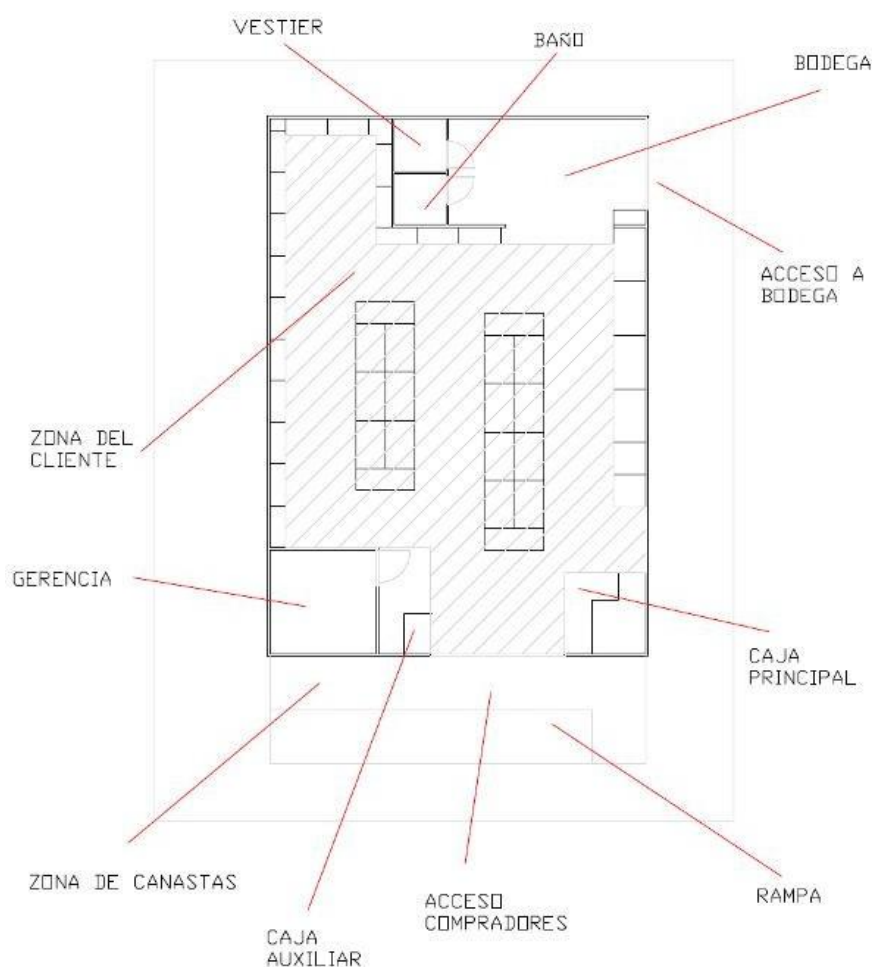 VESTIER
BAÑO
BODEGA
ACCESO A
BODEGA
ZONA DEL
CLIENTE
GERENCIA
CAJA
PRINCIPAL
ZONA DE CANASTAS
ACCESO
COMPRADORES
RAMPA
CAJA
AUXILIAR